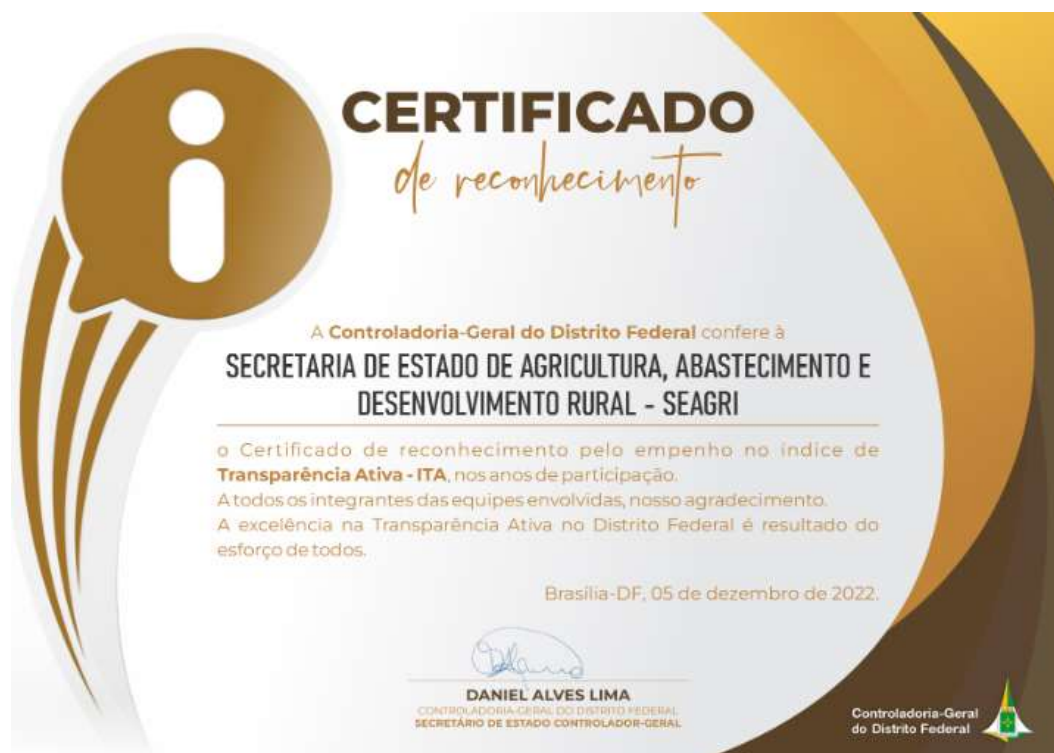 CERTIFICADO
de reconhecimento
A Controladoria-Geral do Distrito Federal confere à
SECRETARIA DE ESTADO DE AGRICULTURA, ABASTECIMENTO E
DESENVOLVIMENTO RURAL - SEAGRI
o Certificado de reconhecimento pelo empenho no índice de
Transparência Ativa - ITA, nos anos de participação.
A todos os integrantes das equipes envolvidas, nosso agradecimento.
A excelência na Transparência Ativa no Distrito Federal é resultado do
esforço de todos.
Brasília-DF, 05 de dezembro de 2022.
DANIEL ALVES LIMA
CONTROLADORIA-GERAL DO DISTRITO FEDERAL
SECRETÁRIO DE ESTADO CONTROLADOR-GERAL
Controladoria-Geral
do Distrito Federal